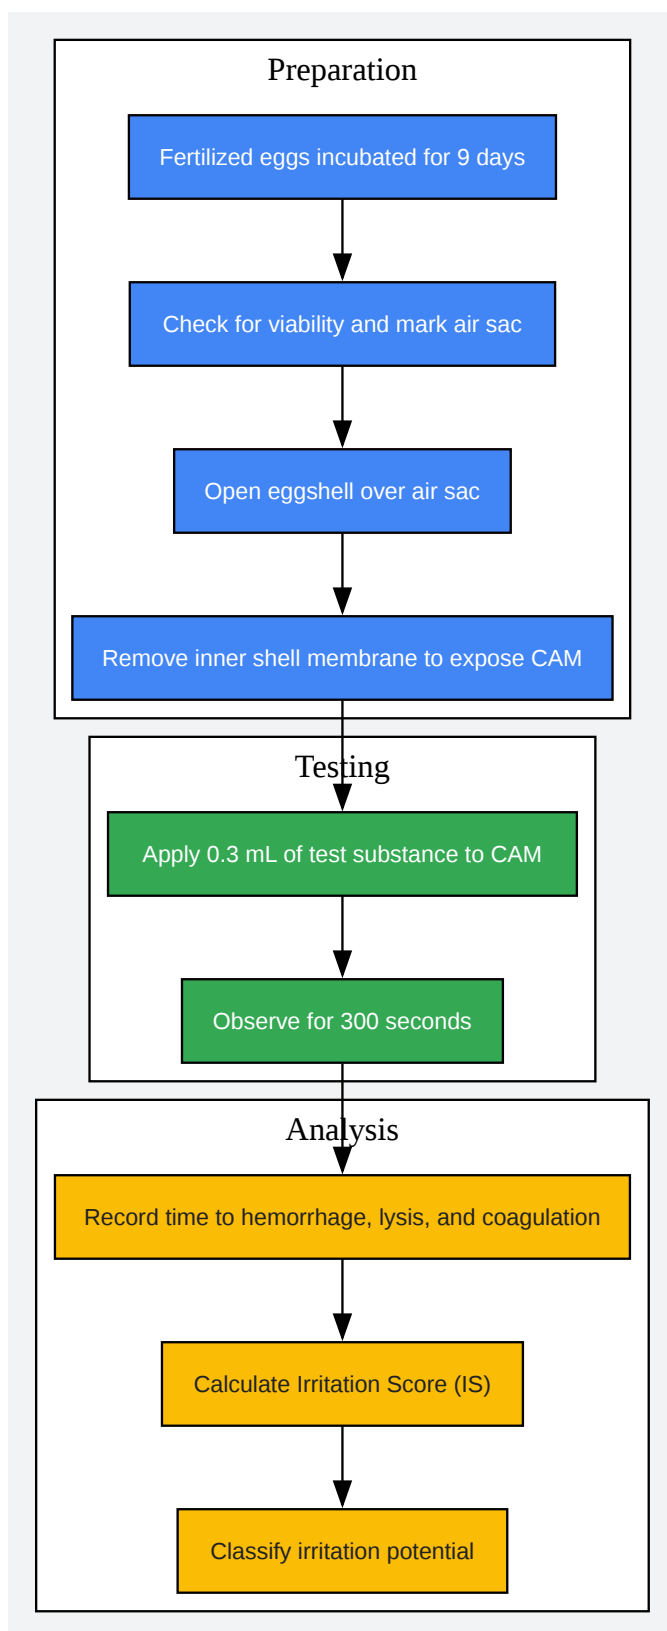 Preparation
Fertilized eggs incubated for 9 days
Check for viability and mark air sac
Open eggshell over air sac
Remove inner shell membrane to expose CAM
Testing
Apply 0.3 mL of test substance to CAM
Observe for 300 seconds
Analysis
Record time to hemorrhage, lysis, and coagulation
Calculate Irritation Score (IS)
Classify irritation potential